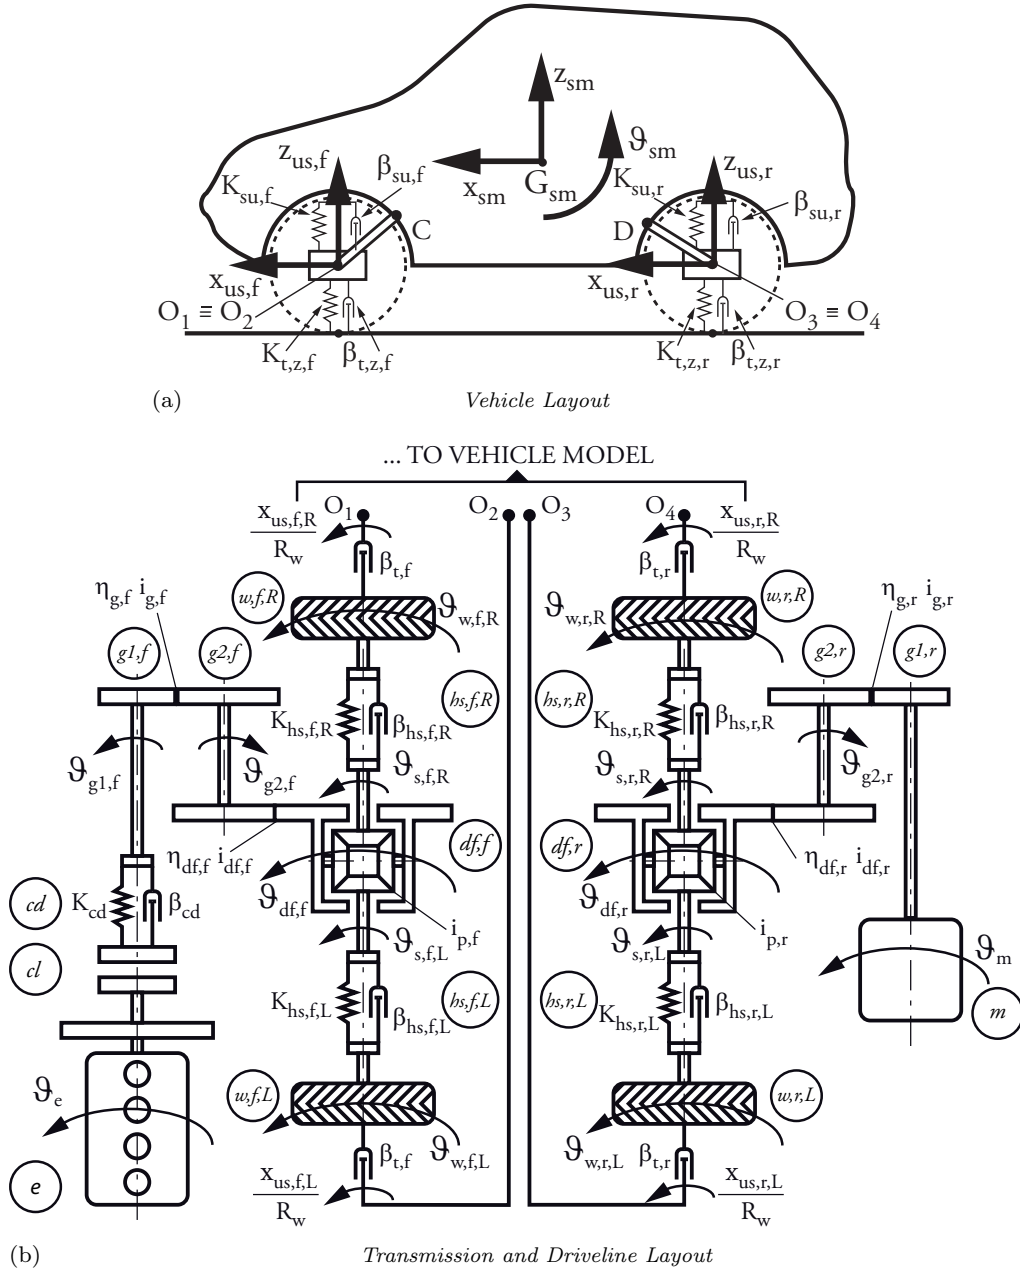 z_sm
ϑ_sm
x_sm G_sm
z_us,f β_su,f
K_su,f
C
x_us,f
O_1 ≡ O_2
K_t,z,f β_t,z,f
z_us,r
K_su,r
β_su,r
D
x_us,r
O_3 ≡ O_4
K_t,z,r β_t,z,r
(a) Vehicle Layout
... TO VEHICLE MODEL
x_us,f,R / R_w O_1 O_2 O_3 O_4 x_us,r,R / R_w
β_t,f β_t,r
η_g,f i_g,f w,f,R ϑ_w,f,R ϑ_w,r,R w,r,R η_g,r i_g,r
g1,f g2,f g2,r g1,r
hs,f,R hs,r,R
K_hs,f,R β_hs,f,R K_hs,r,R β_hs,r,R
ϑ_g1,f ϑ_g2,f ϑ_s,f,R ϑ_s,r,R ϑ_g2,r
η_df,f i_df,f df,f df,r η_df,r i_df,r
ϑ_df,f ϑ_df,r
cd K_cd β_cd
i_p,f i_p,r
ϑ_s,f,L ϑ_s,r,L ϑ_m
cl
K_hs,f,L β_hs,f,L hs,f,L hs,r,L K_hs,r,L β_hs,r,L m
ϑ_e w,f,L w,r,L
β_t,f ϑ_w,f,L ϑ_w,r,L β_t,r
e x_us,f,L / R_w x_us,r,L / R_w
(b) Transmission and Driveline Layout